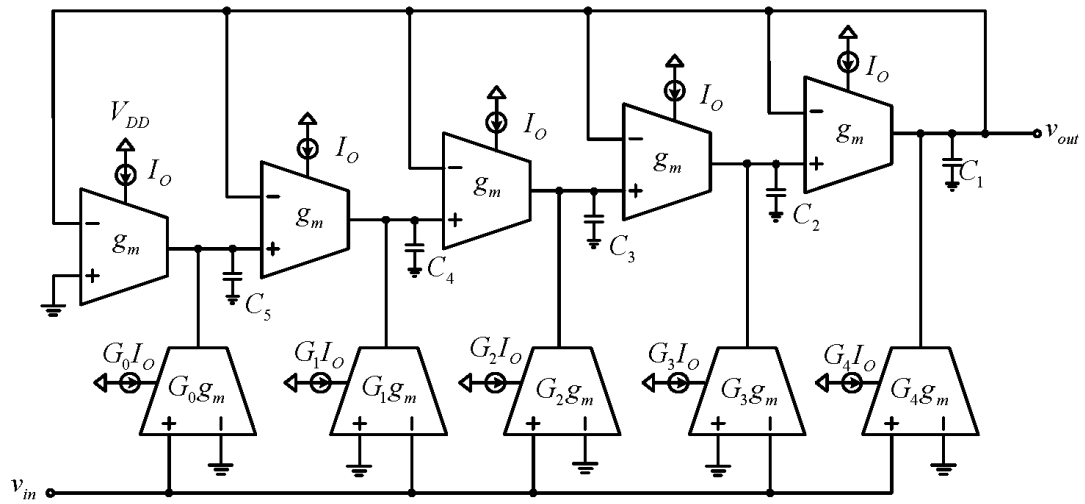 I_O
I_O
I_O
V_DD
I_O
I_O
g_m
g_m
g_m
g_m
g_m
−
+
−
+
−
+
−
+
−
+
v_out
C_1
C_2
C_3
C_4
C_5
G_0I_O
G_1I_O
G_2I_O
G_3I_O
G_4I_O
G_0g_m
G_1g_m
G_2g_m
G_3g_m
G_4g_m
+ −
+ −
+ −
+ −
+ −
v_in